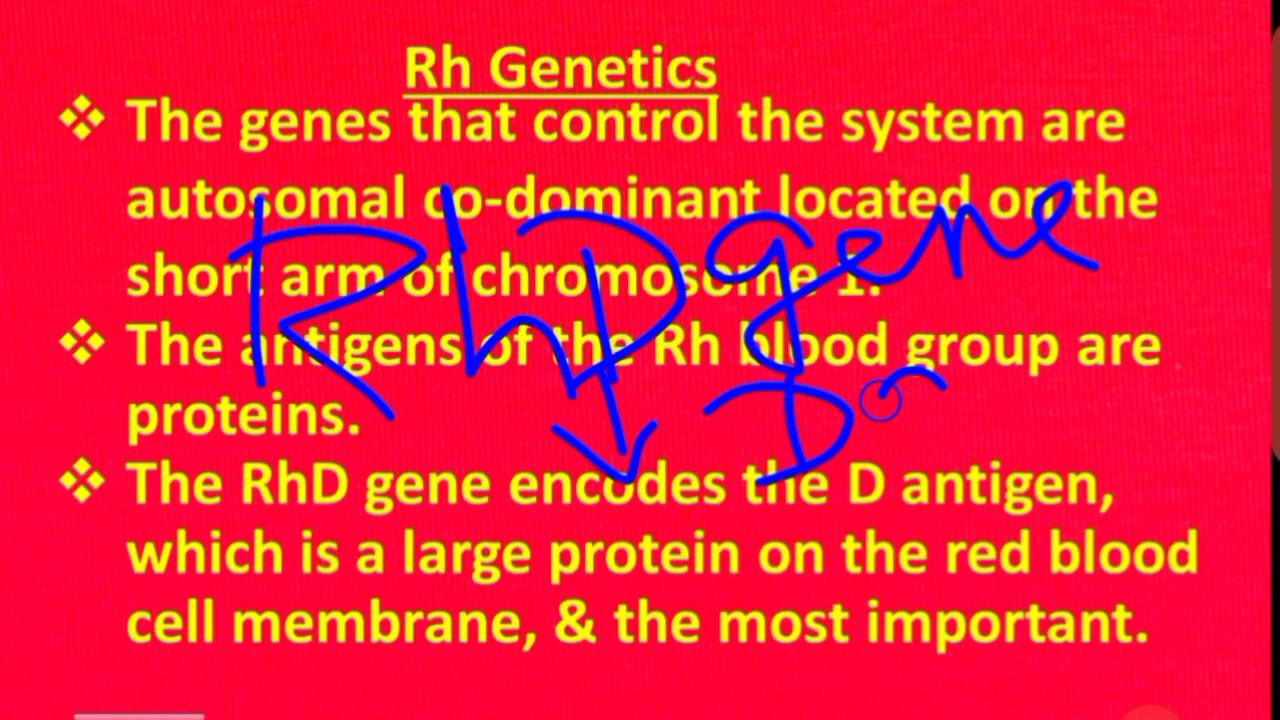 Rh Genetics
❖ The genes that control the system are
autosomal co-dominant located on the
short arm of chromosome 1.
RhD gene
❖ The antigens of the Rh blood group are
proteins.
D
❖ The RhD gene encodes the D antigen,
which is a large protein on the red blood
cell membrane, & the most important.